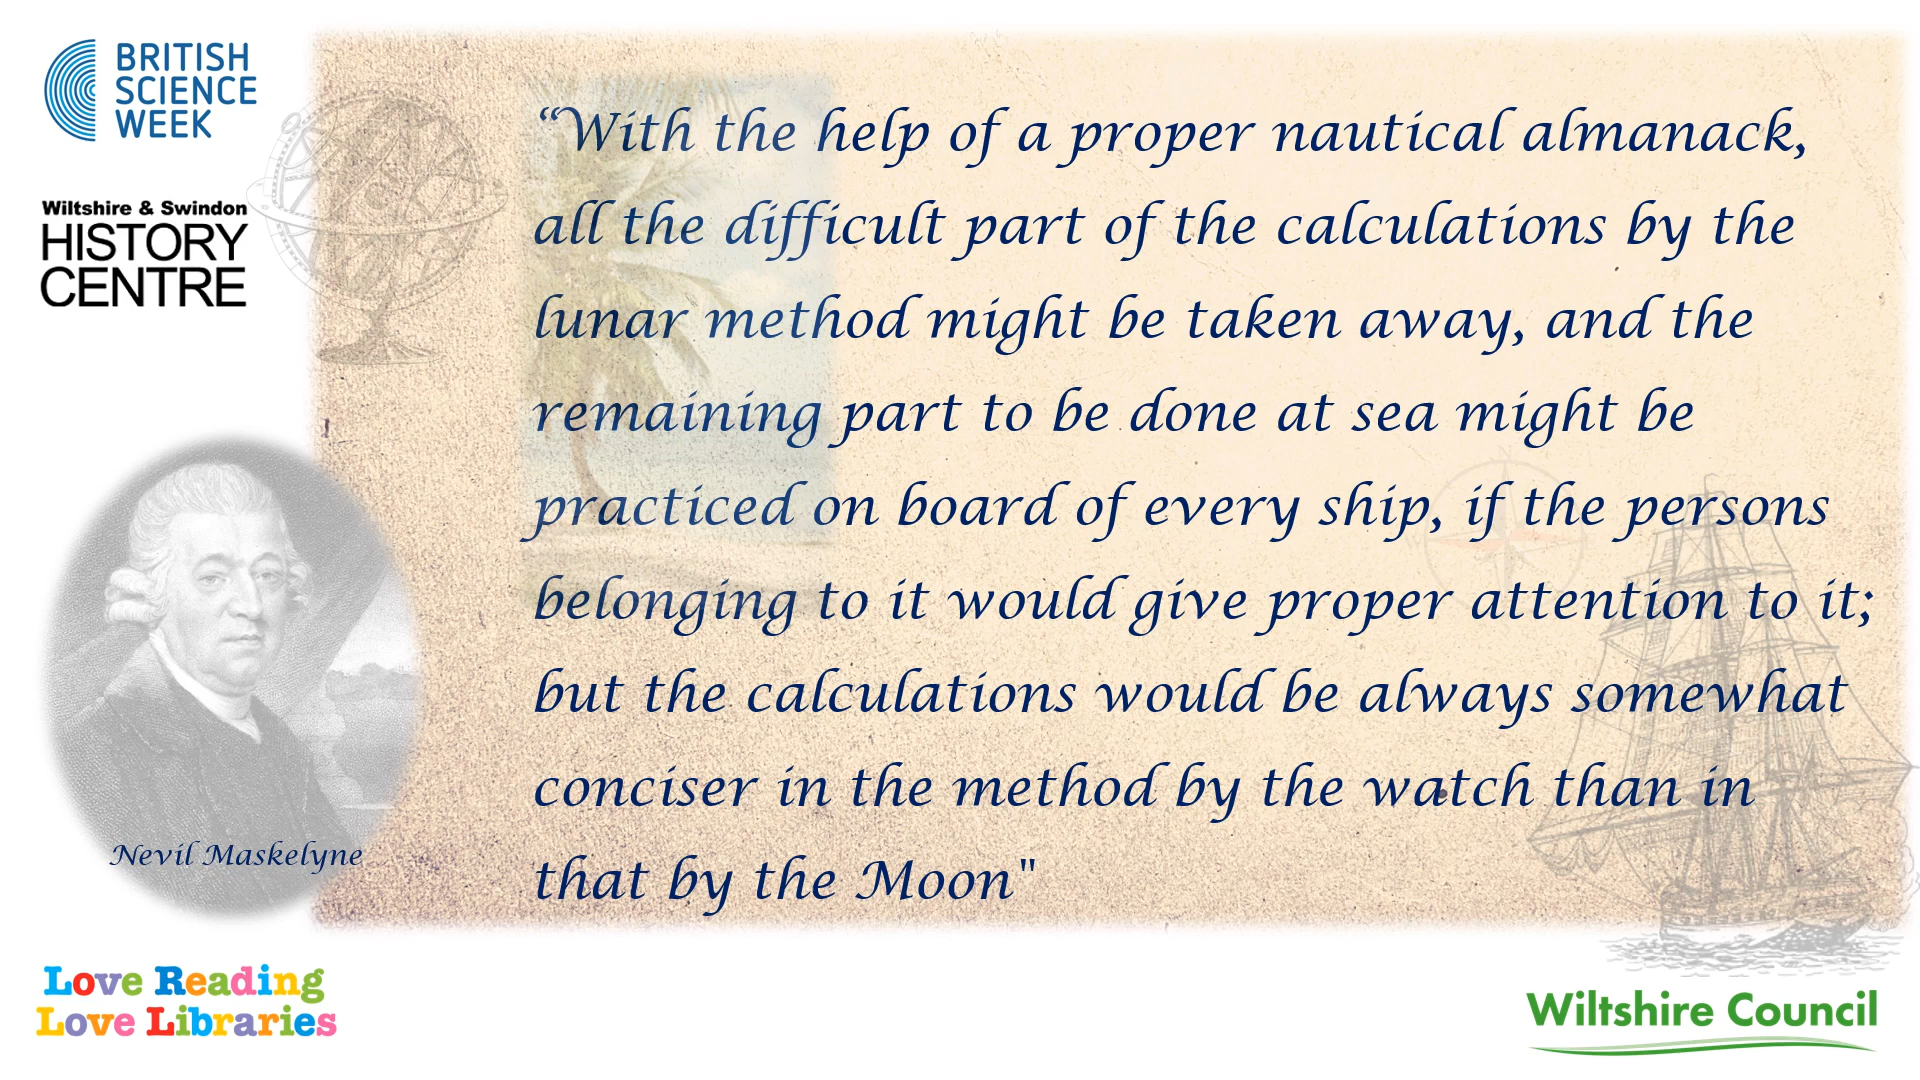 BRITISH
SCIENCE
WEEK
Wiltshire & Swindon
HISTORY
CENTRE
“With the help of a proper nautical almanack,
all the difficult part of the calculations by the
lunar method might be taken away, and the
remaining part to be done at sea might be
practiced on board of every ship, if the persons
belonging to it would give proper attention to it;
but the calculations would be always somewhat
conciser in the method by the watch than in
that by the Moon"
Nevil Maskelyne
Love Reading
Love Libraries
Wiltshire Council